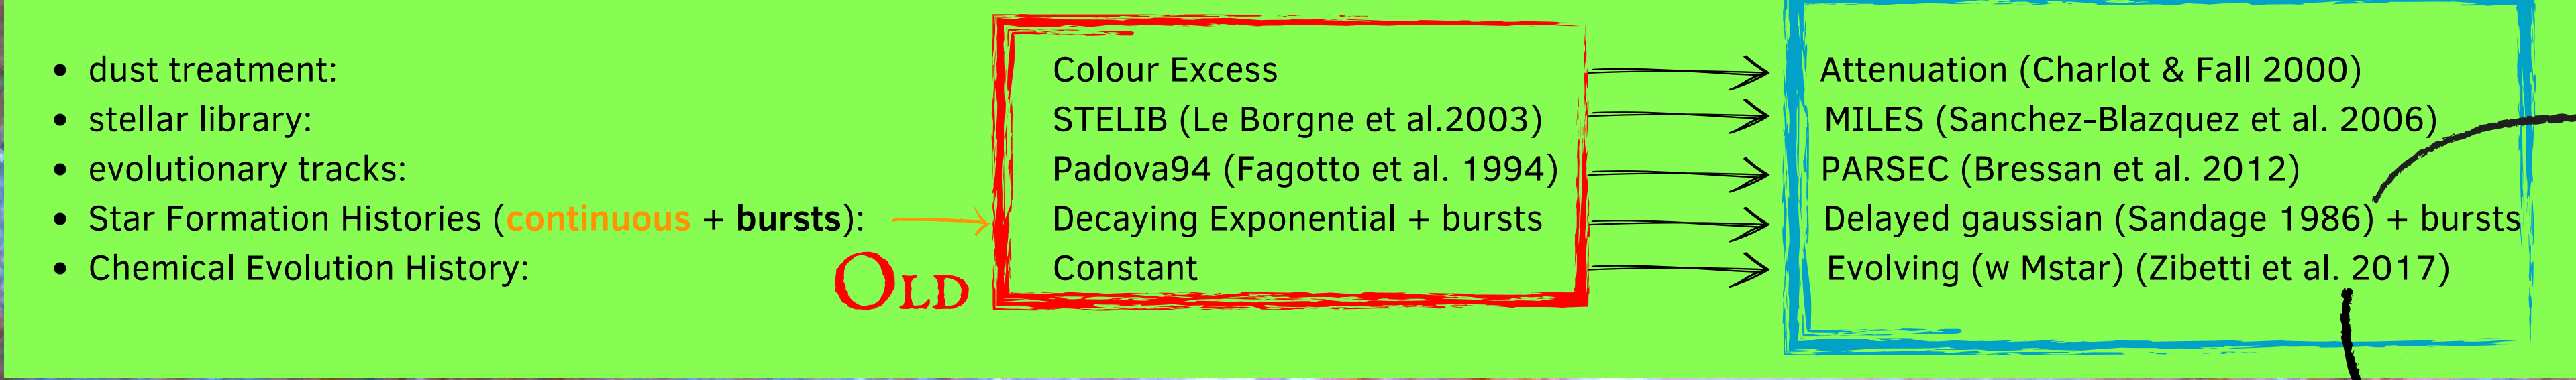 • dust treatment:
• stellar library:
• evolutionary tracks:
• Star Formation Histories (continuous + bursts):
• Chemical Evolution History:
OLD
Colour Excess
STELIB (Le Borgne et al.2003)
Padova94 (Fagotto et al. 1994)
Decaying Exponential + bursts
Constant
Attenuation (Charlot & Fall 2000)
MILES (Sanchez-Blazquez et al. 2006)
PARSEC (Bressan et al. 2012)
Delayed gaussian (Sandage 1986) + bursts
Evolving (w Mstar) (Zibetti et al. 2017)